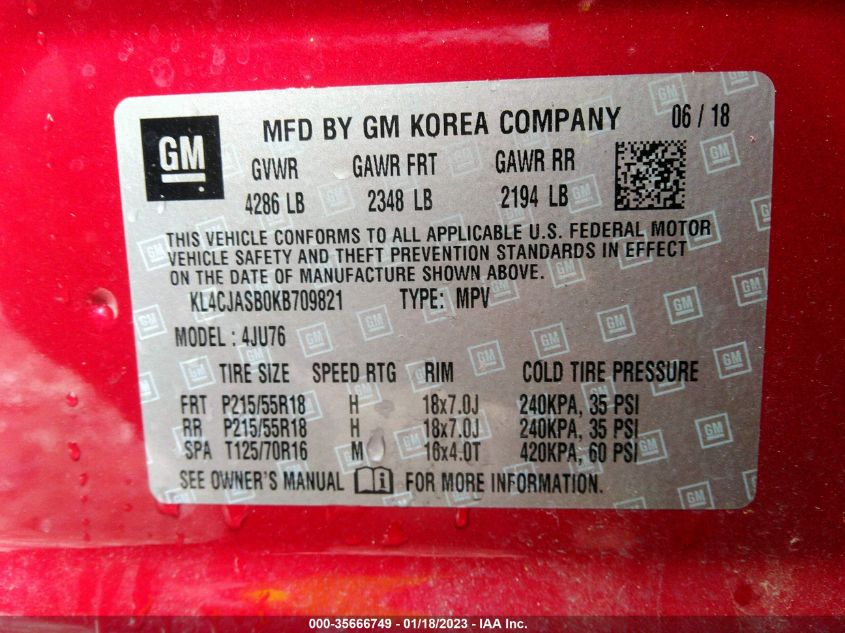 GM
MFD BY GM KOREA COMPANY 06 / 18
GVWR GAWR FRT GAWR RR
4286 LB 2348 LB 2194 LB
THIS VEHICLE CONFORMS TO ALL APPLICABLE U.S. FEDERAL MOTOR
VEHICLE SAFETY AND THEFT PREVENTION STANDARDS IN EFFECT
ON THE DATE OF MANUFACTURE SHOWN ABOVE.
KL4CJASB0KB709821 TYPE: MPV
MODEL : 4JU76
TIRE SIZE SPEED RTG RIM COLD TIRE PRESSURE
FRT P215/55R18 H 18x7.0J 240KPA, 35 PSI
RR P215/55R18 H 18x7.0J 240KPA, 35 PSI
SPA T125/70R16 M 16x4.0T 420KPA, 60 PSI
SEE OWNER'S MANUAL FOR MORE INFORMATION.
000-35666749 — 01/18/2023 — IAA Inc.